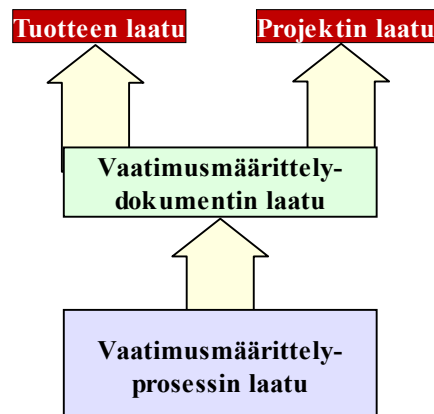 Tuotteen laatu
Projektin laatu
Vaatimusmäärittely-
dokumentin laatu
Vaatimusmäärittely-
prosessin laatu